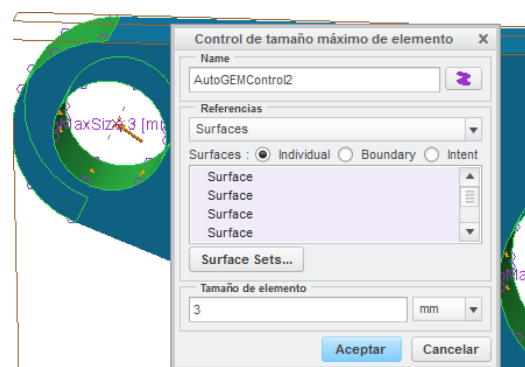 Control de tamaño máximo de elemento X
Name
AutoGEMControl2
Referencias
Surfaces
Surfaces : Individual Boundary Intent
Surface
Surface
Surface
Surface
Surface Sets...
Tamaño de elemento
3 mm
Aceptar Cancelar